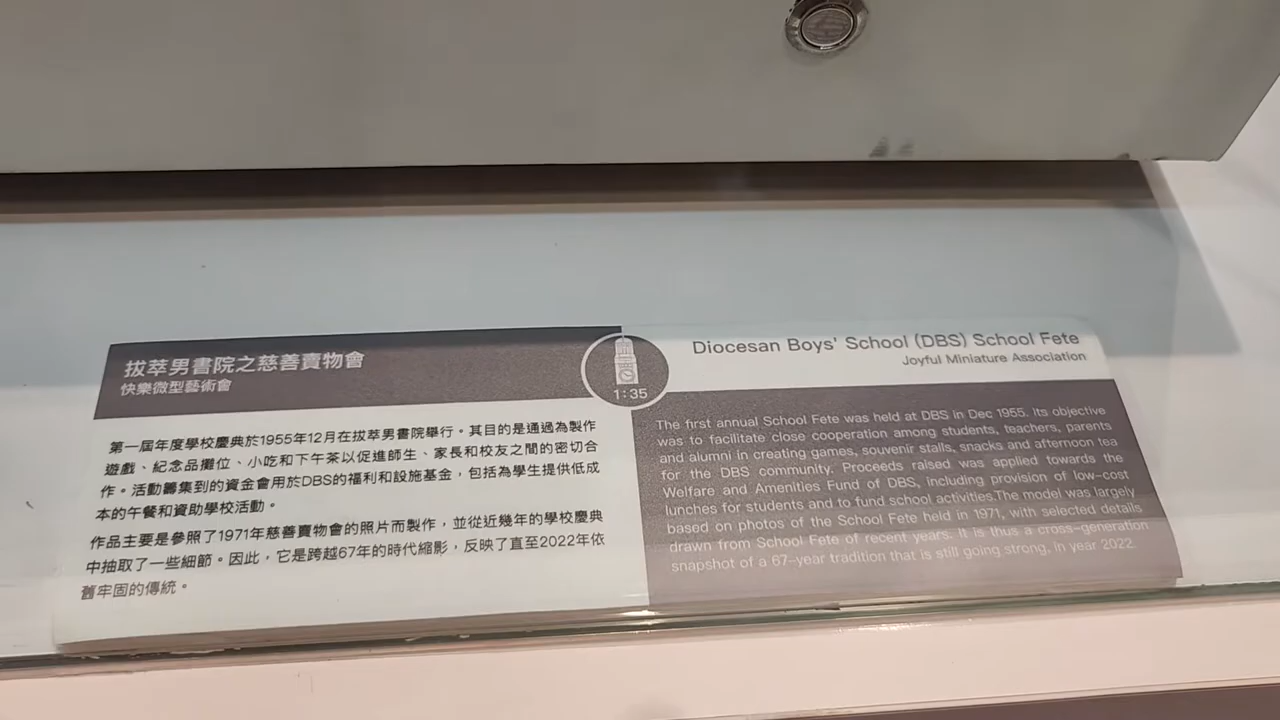 拔萃男書院之慈善賣物會
快樂微型藝術會
第一屆年度學校慶典於1955年12月在拔萃男書院舉行。其目的是通過為製作
遊戲、紀念品攤位、小吃和下午茶以促進師生、家長和校友之間的密切合
作。活動籌集到的資金會用於DBS的福利和設施基金，包括為學生提供低成
本的午餐和資助學校活動。
作品主要是參照了1971年慈善賣物會的照片而製作，並從近幾年的學校慶典
中抽取了一些細節。因此，它是跨越67年的時代縮影，反映了直至2022年依
舊牢固的傳統。
1:35
Diocesan Boys' School (DBS) School Fete
Joyful Miniature Association
The first annual School Fete was held at DBS in Dec 1955. Its objective
was to facilitate close cooperation among students, teachers, parents
and alumni in creating games, souvenir stalls, snacks and afternoon tea
for the DBS community. Proceeds raised was applied towards the
Welfare and Amenities Fund of DBS, including provision of low-cost
lunches for students and to fund school activities.The model was largely
based on photos of the School Fete held in 1971, with selected details
drawn from School Fete of recent years. It is thus a cross-generation
snapshot of a 67-year tradition that is still going strong, in year 2022.